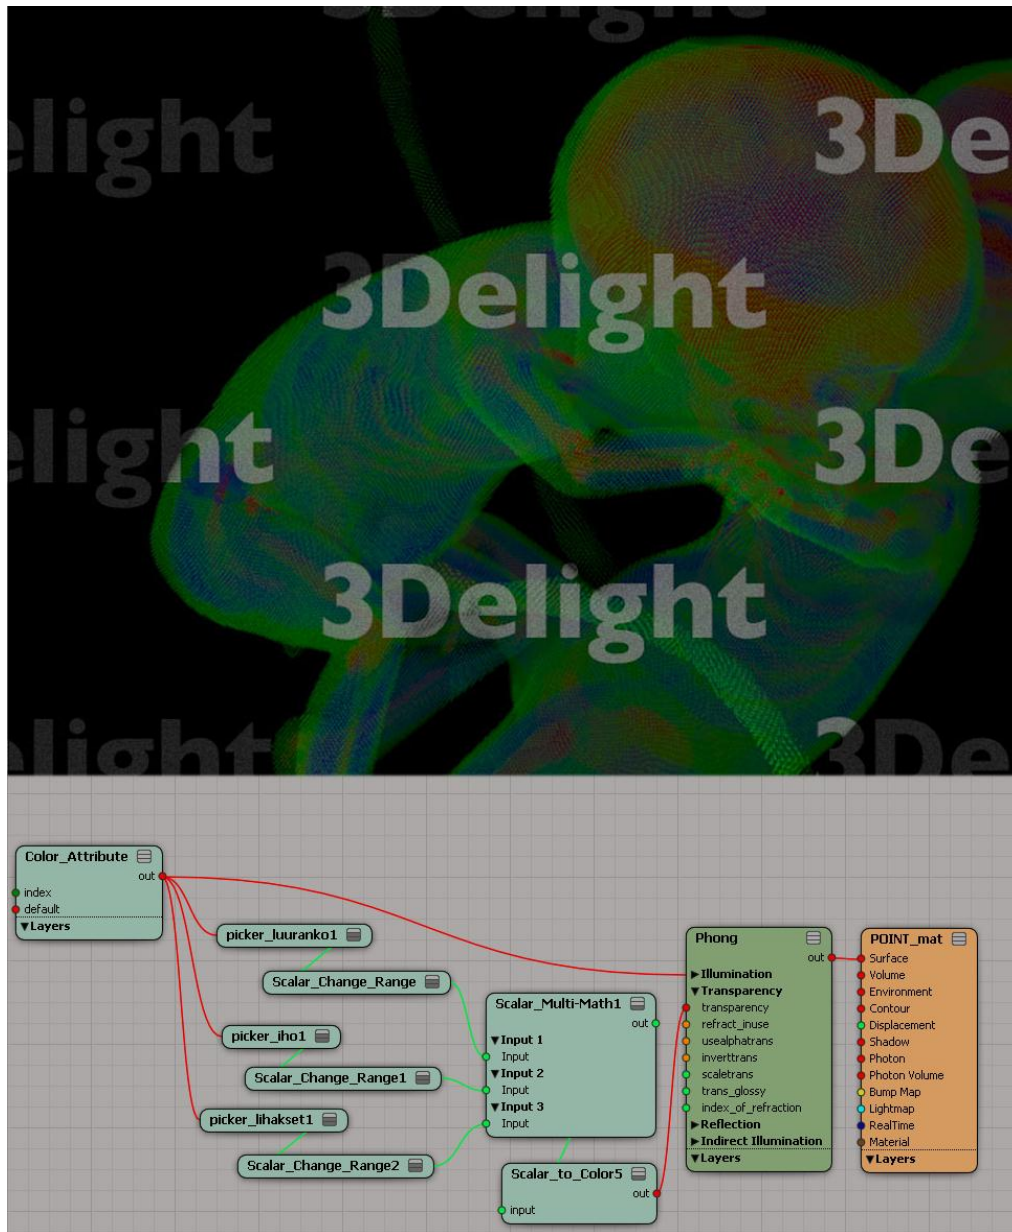 3Delight
elight
3De
3Delight
elight
3De
3Delight
elight
3De
Color_Attribute
out
index
default
▼Layers
picker_luuranko1
Scalar_Change_Range
picker_iho1
Scalar_Change_Range1
picker_lihakset1
Scalar_Change_Range2
Scalar_Multi-Math1
out
▼Input 1
Input
▼Input 2
Input
▼Input 3
Input
Scalar_to_Color5
out
input
Phong
out
▶Illumination
▼Transparency
transparency
refract_inuse
usealphatrans
inverttrans
scaletrans
trans_glossy
index_of_refraction
▶Reflection
▶Indirect Illumination
▼Layers
POINT_mat
Surface
Volume
Environment
Contour
Displacement
Shadow
Photon
Photon Volume
Bump Map
Lightmap
RealTime
Material
▼Layers